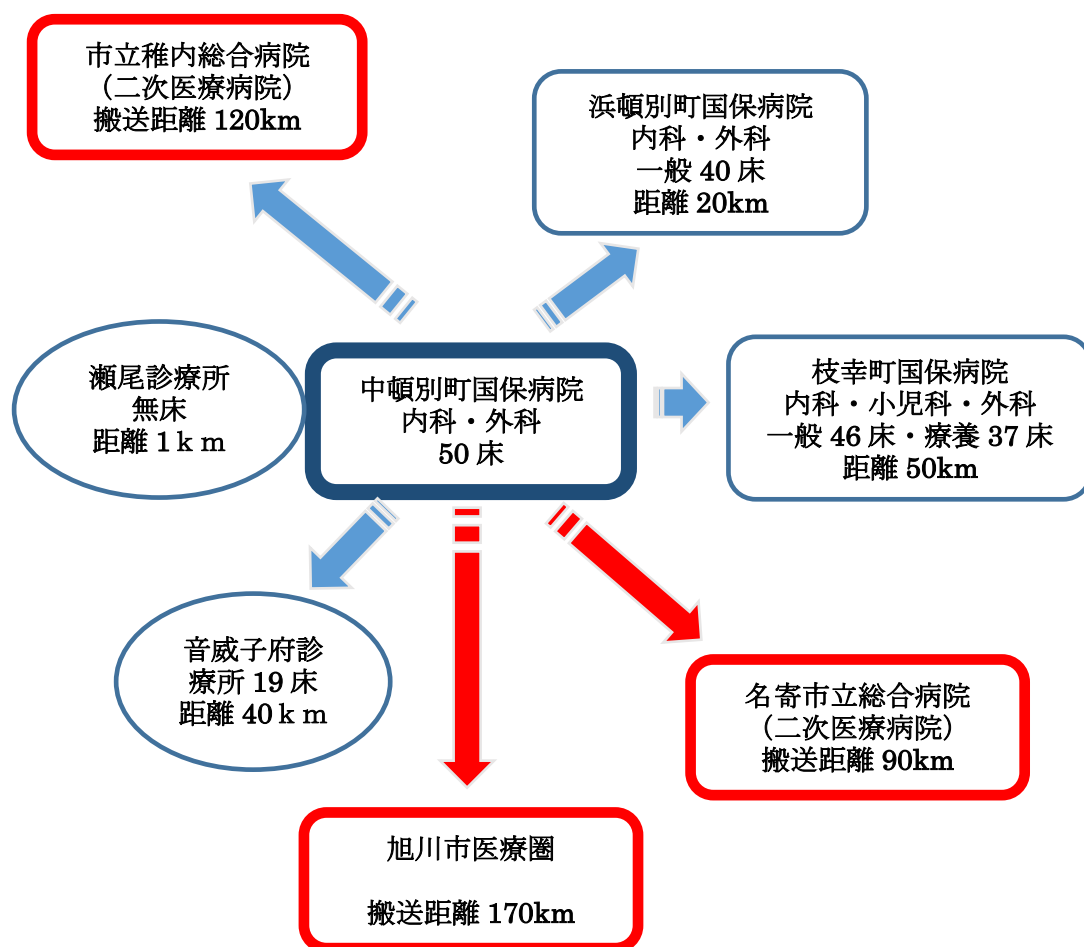 市立稚内総合病院
（二次医療病院）
搬送距離 120km
浜頓別町国保病院
内科・外科
一般 40 床
距離 20km
瀬尾診療所
無床
距離 1ｋｍ
中頓別町国保病院
内科・外科
50 床
枝幸町国保病院
内科・小児科・外科
一般 46 床・療養 37 床
距離 50km
音威子府診
療所 19 床
距離 40ｋｍ
名寄市立総合病院
（二次医療病院）
搬送距離 90km
旭川市医療圏
搬送距離 170km